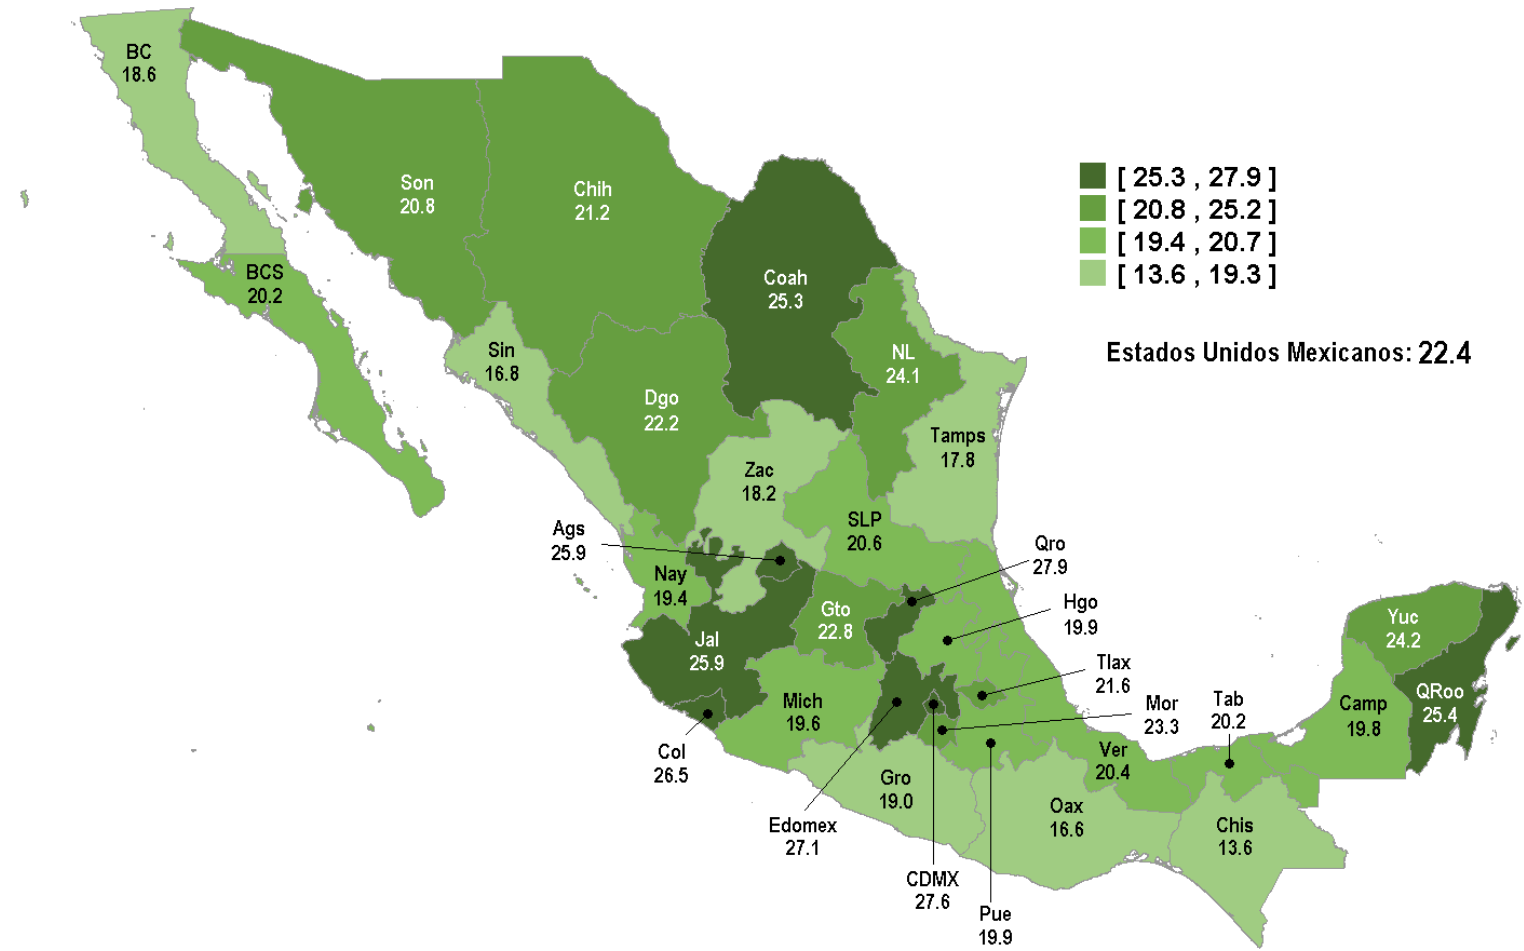 BC
18.6
Son
20.8
Chih
21.2
[ 25.3 , 27.9 ]
[ 20.8 , 25.2 ]
[ 19.4 , 20.7 ]
[ 13.6 , 19.3 ]
Estados Unidos Mexicanos: 22.4
BCS
20.2
Coah
25.3
Sin
16.8
NL
24.1
Dgo
22.2
Tamps
17.8
Zac
18.2
SLP
20.6
Ags
25.9
Qro
27.9
Nay
19.4
Gto
22.8
Hgo
19.9
Yuc
24.2
Jal
25.9
Tlax
21.6
Mich
19.6
Mor
23.3
Tab
20.2
Camp
19.8
QRoo
25.4
Col
26.5
Ver
20.4
Gro
19.0
Oax
16.6
Edomex
27.1
Chis
13.6
CDMX
27.6
Pue
19.9